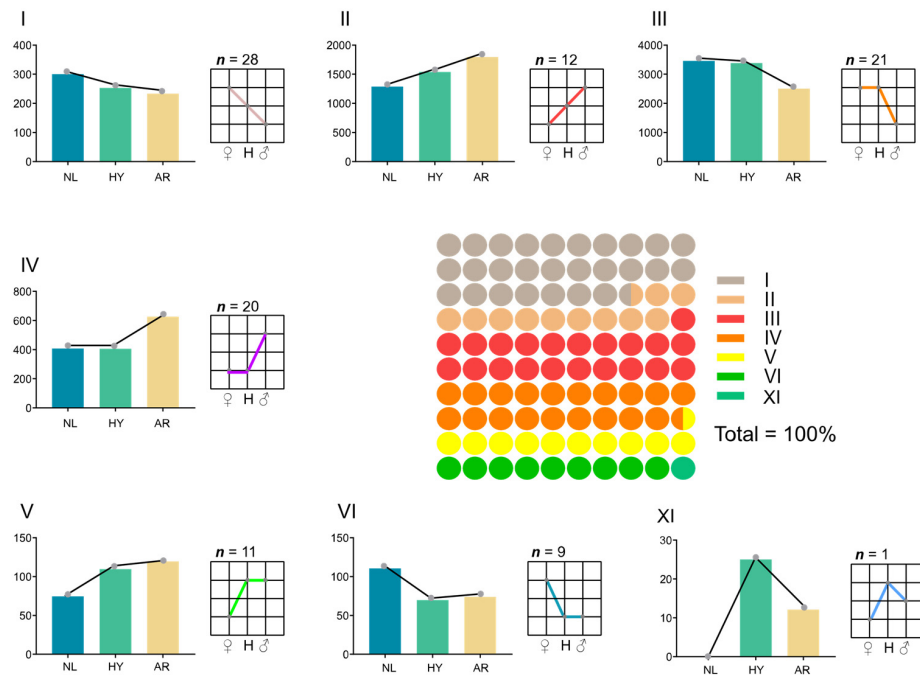 I
400
300
200
100
0
NL HY AR
n = 28
♀ H ♂
II
2000
1500
1000
500
0
NL HY AR
n = 12
♀ H ♂
III
4000
3000
2000
1000
0
NL HY AR
n = 21
♀ H ♂
IV
800
600
400
200
0
NL HY AR
n = 20
♀ H ♂
I
II
III
IV
V
VI
XI
Total = 100%
V
150
100
50
0
NL HY AR
n = 11
♀ H ♂
VI
150
100
50
0
NL HY AR
n = 9
♀ H ♂
XI
30
20
10
0
NL HY AR
n = 1
♀ H ♂